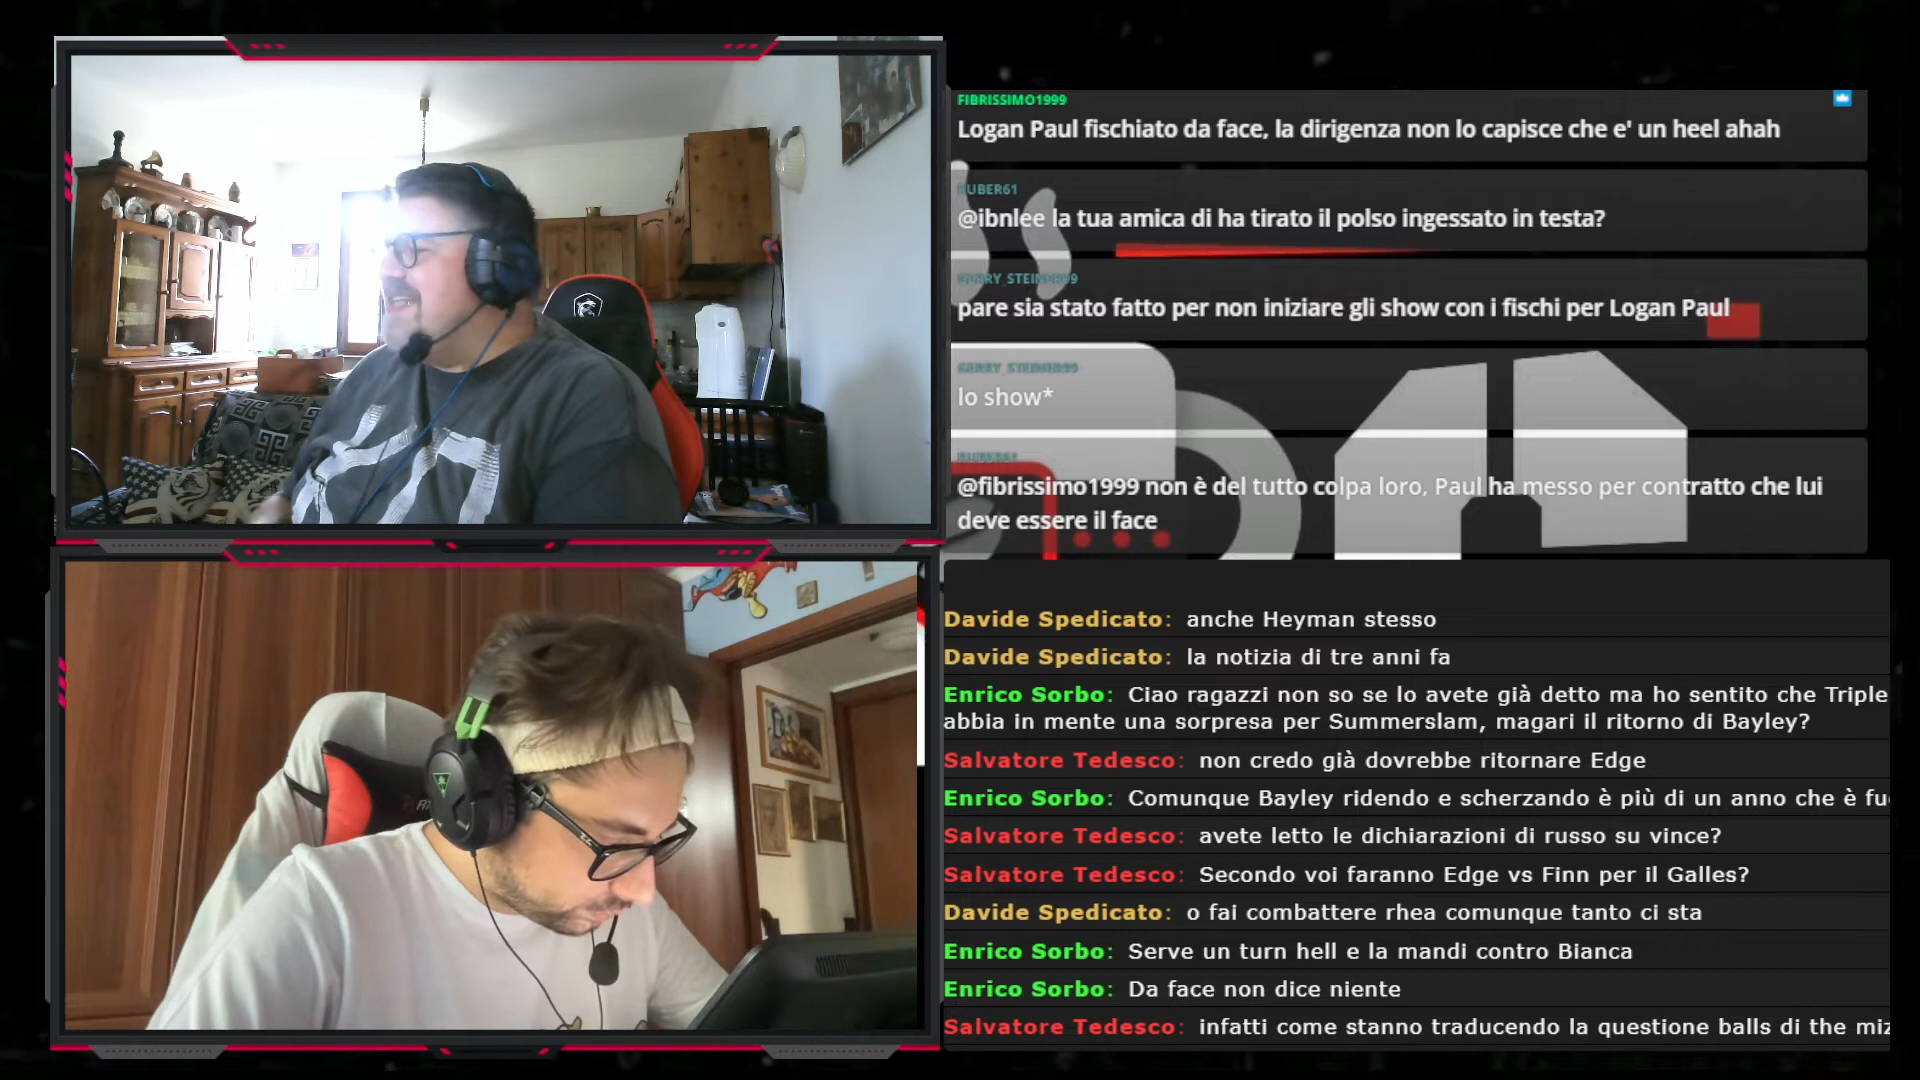 FIBRISSIMO1999
Logan Paul fischiato da face, la dirigenza non lo capisce che e' un heel ahah
RUBER61
@ibnlee la tua amica di ha tirato il polso ingessato in testa?
GERRY_STEINER99
pare sia stato fatto per non iniziare gli show con i fischi per Logan Paul
GERRY_STEINER99
lo show*
RUBER61
@fibrissimo1999 non è del tutto colpa loro, Paul ha messo per contratto che lui
deve essere il face
Davide Spedicato: anche Heyman stesso
Davide Spedicato: la notizia di tre anni fa
Enrico Sorbo: Ciao ragazzi non so se lo avete già detto ma ho sentito che Triple
abbia in mente una sorpresa per Summerslam, magari il ritorno di Bayley?
Salvatore Tedesco: non credo già dovrebbe ritornare Edge
Enrico Sorbo: Comunque Bayley ridendo e scherzando è più di un anno che è fu
Salvatore Tedesco: avete letto le dichiarazioni di russo su vince?
Salvatore Tedesco: Secondo voi faranno Edge vs Finn per il Galles?
Davide Spedicato: o fai combattere rhea comunque tanto ci sta
Enrico Sorbo: Serve un turn hell e la mandi contro Bianca
Enrico Sorbo: Da face non dice niente
Salvatore Tedesco: infatti come stanno traducendo la questione balls di the miz